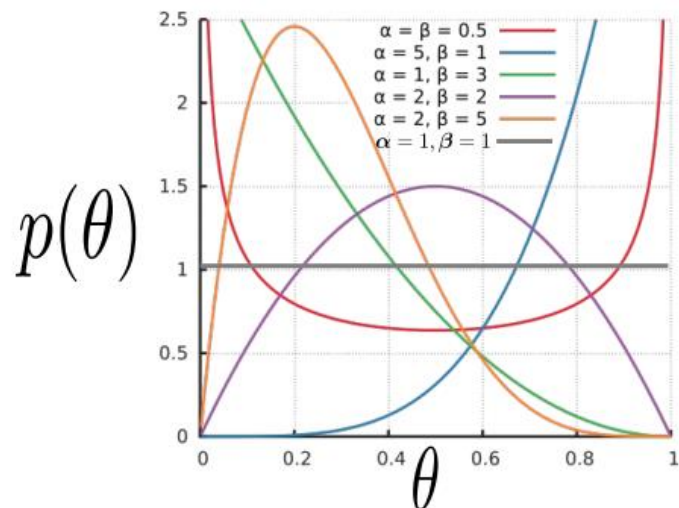 2.5
2
1.5
1
0.5
0
p(θ)
α = β = 0.5
α = 5, β = 1
α = 1, β = 3
α = 2, β = 2
α = 2, β = 5
α = 1, β = 1
0 0.2 0.4 0.6 0.8 1
θ